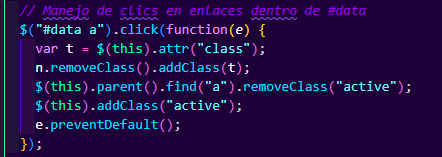 // Manejo de clics en enlaces dentro de #data
$("#data a").click(function(e) {
var t = $(this).attr("class");
n.removeClass().addClass(t);
$(this).parent().find("a").removeClass("active");
$(this).addClass("active");
e.preventDefault();
});